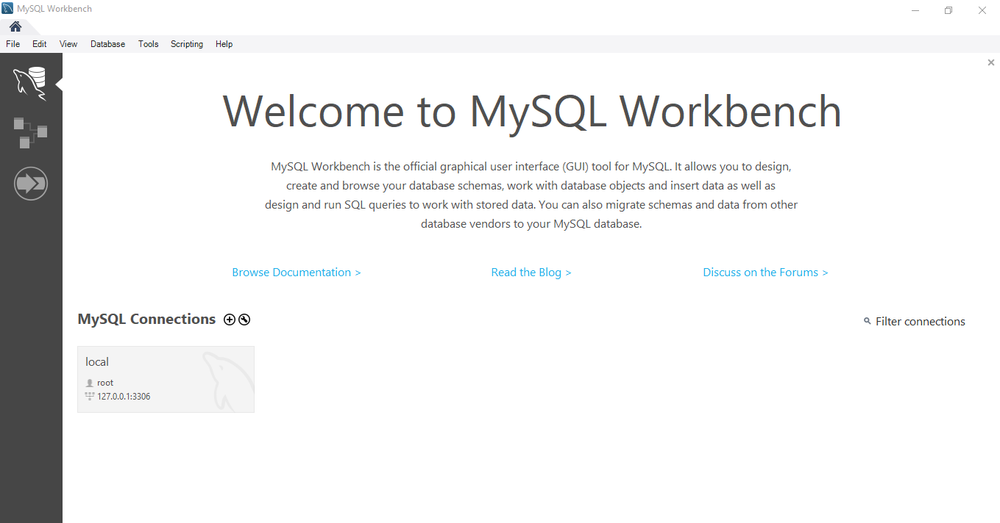 MySQL Workbench
File Edit View Database Tools Scripting Help
Welcome to MySQL Workbench
MySQL Workbench is the official graphical user interface (GUI) tool for MySQL. It allows you to design,
create and browse your database schemas, work with database objects and insert data as well as
design and run SQL queries to work with stored data. You can also migrate schemas and data from other
database vendors to your MySQL database.
Browse Documentation > Read the Blog > Discuss on the Forums >
MySQL Connections Filter connections
local
root
127.0.0.1:3306